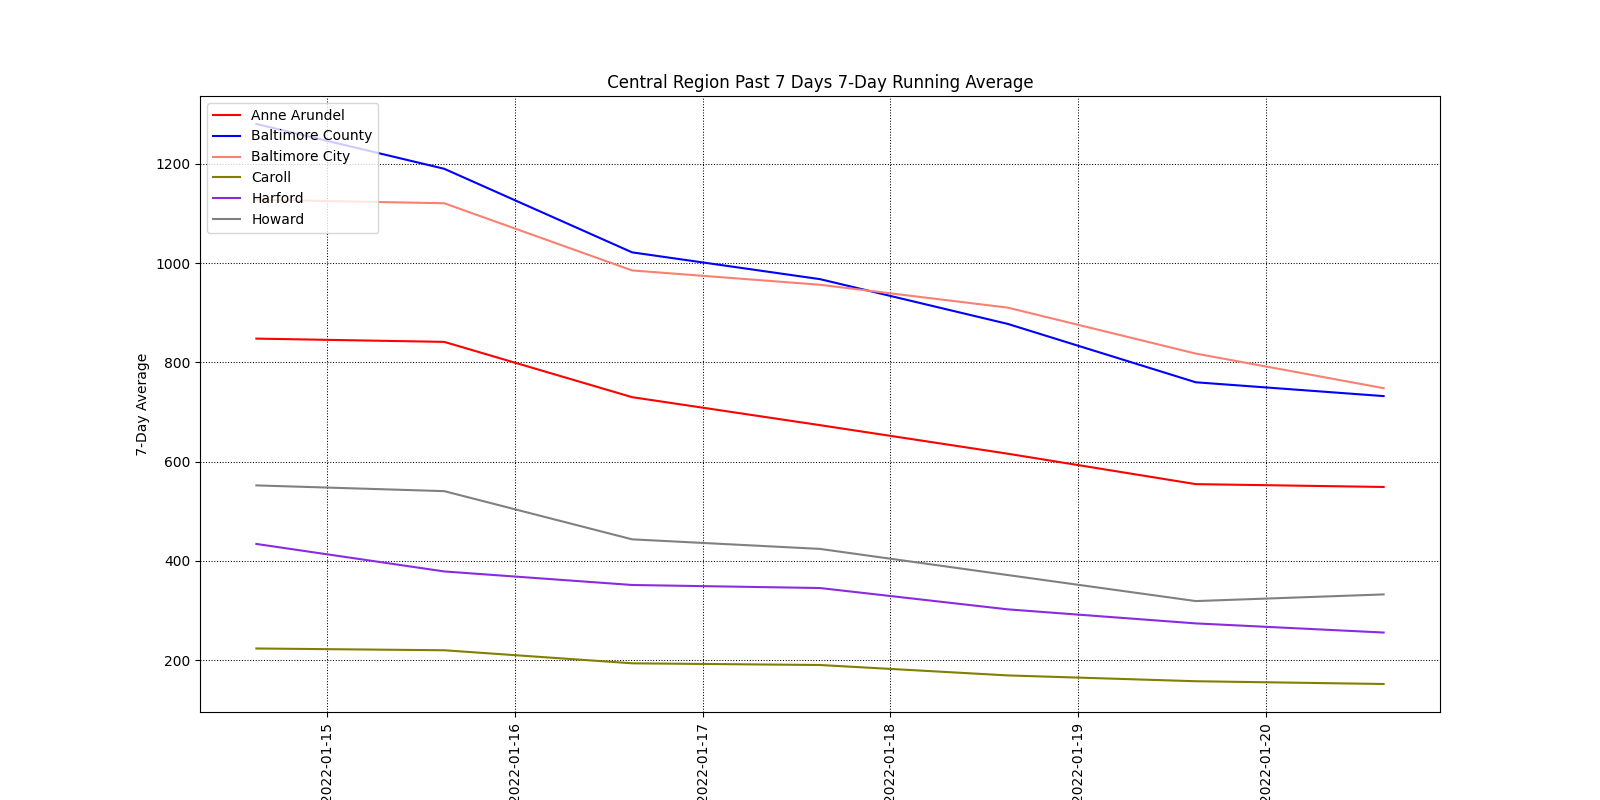 Central Region Past 7 Days 7-Day Running Average
Anne Arundel
Baltimore County
Baltimore City
Caroll
Harford
Howard
7-Day Average
1200
1000
800
600
400
200
2022-01-15
2022-01-16
2022-01-17
2022-01-18
2022-01-19
2022-01-20